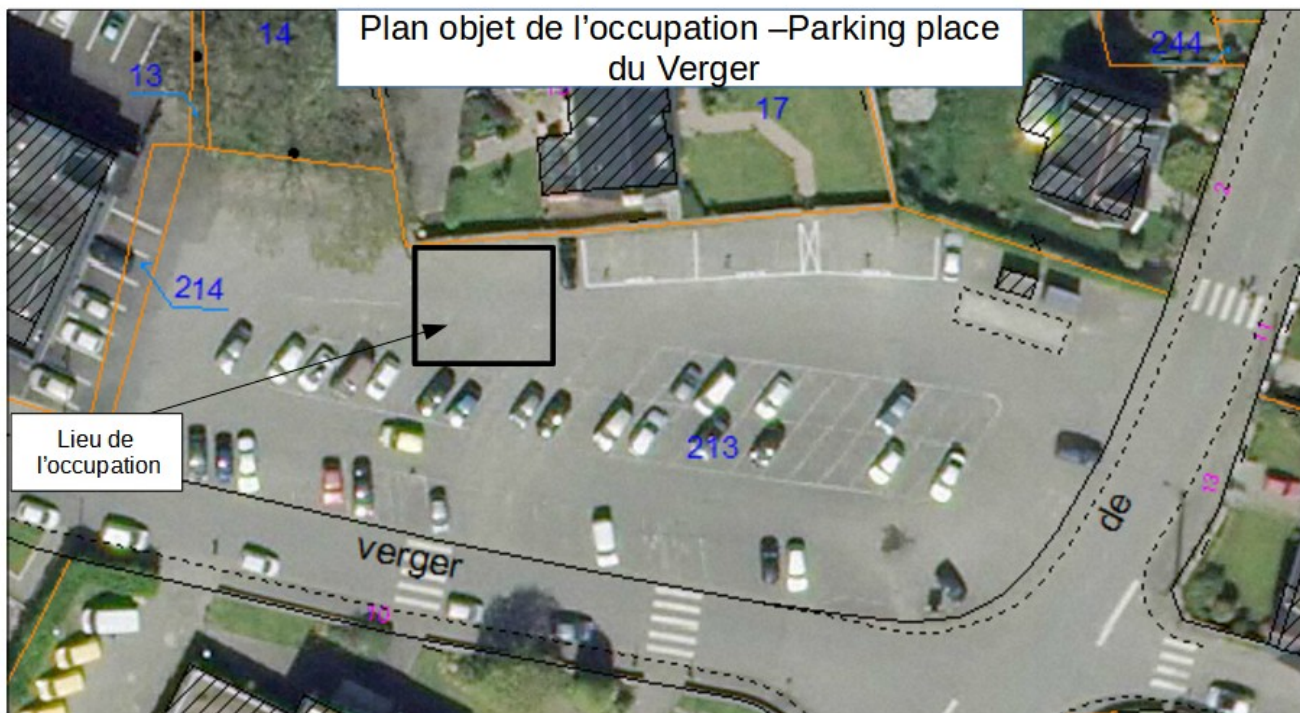 Plan objet de l'occupation –Parking place
du Verger
14
13
17
244
214
2
11
Lieu de
l'occupation
213
13
de
verger
10